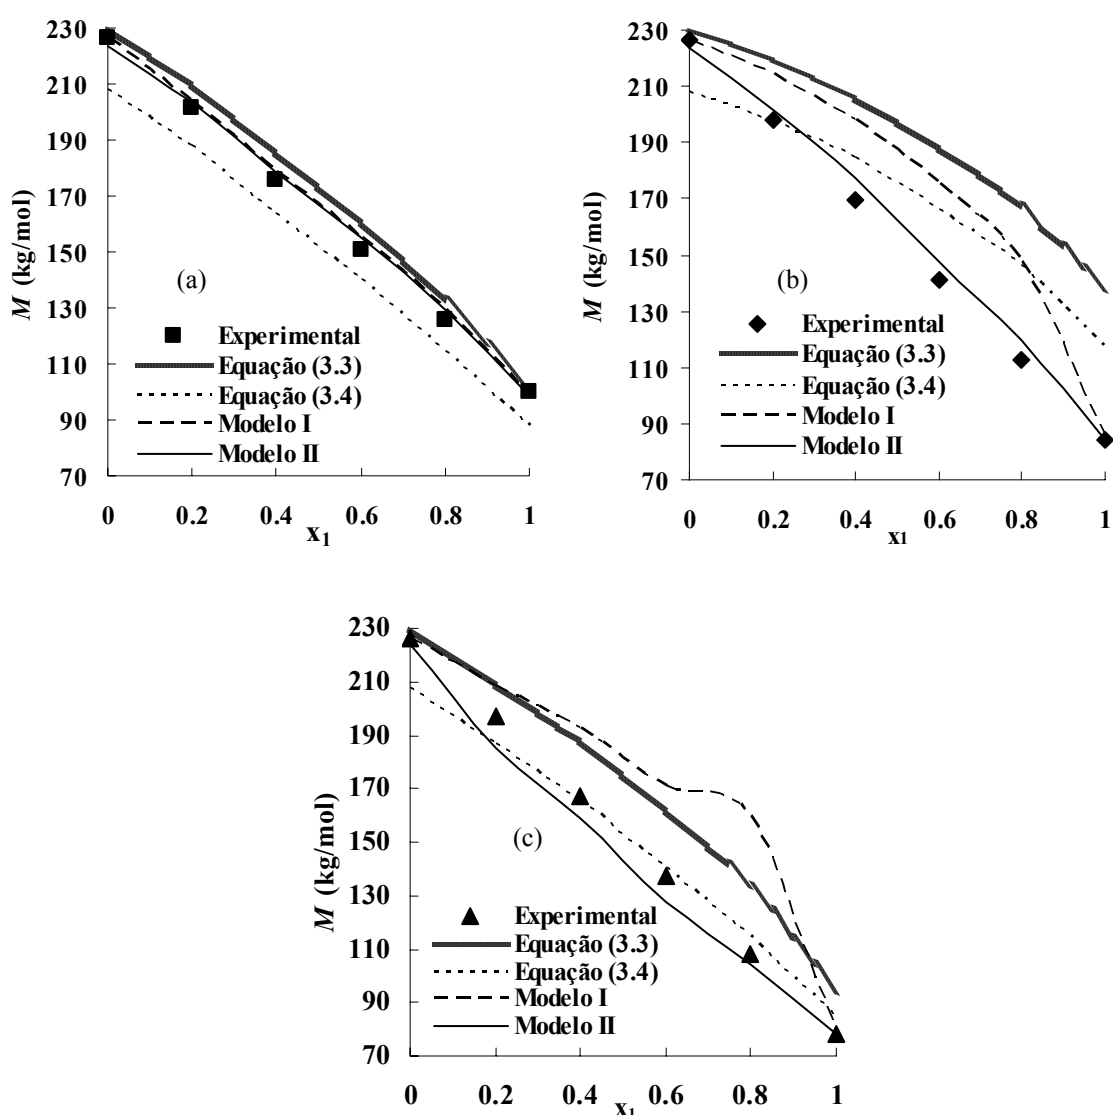 230
210
190
170
150
130
110
90
70
M (kg/mol)
(a)
Experimental
Equação (3.3)
Equação (3.4)
Modelo I
Modelo II
0 0.2 0.4 0.6 0.8 1
x1
230
210
190
170
150
130
110
90
70
M (kg/mol)
(b)
Experimental
Equação (3.3)
Equação (3.4)
Modelo I
Modelo II
0 0.2 0.4 0.6 0.8 1
x1
230
210
190
170
150
130
110
90
70
M (kg/mol)
(c)
Experimental
Equação (3.3)
Equação (3.4)
Modelo I
Modelo II
0 0.2 0.4 0.6 0.8 1
x1